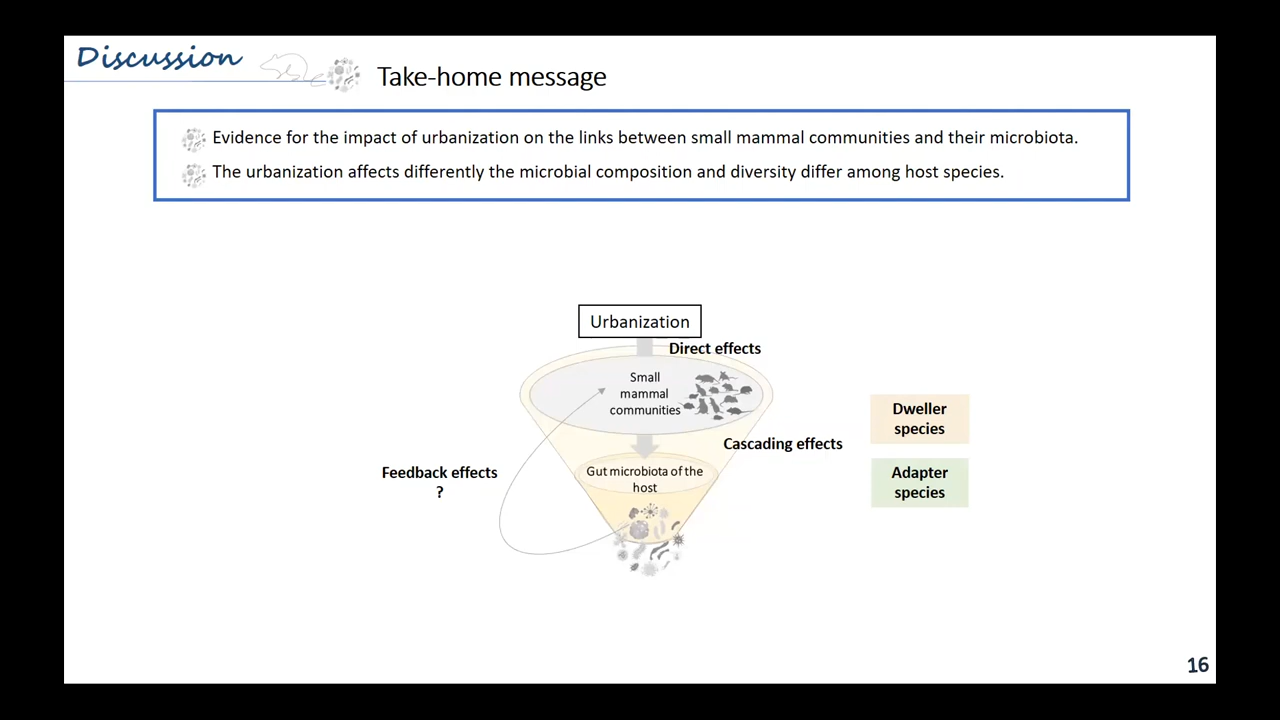 Discussion
Take-home message
Evidence for the impact of urbanization on the links between small mammal communities and their microbiota.
The urbanization affects differently the microbial composition and diversity differ among host species.
Urbanization
Direct effects
Small
mammal
communities
Cascading effects
Gut microbiota of the
host
Feedback effects
?
Dweller
species
Adapter
species
16